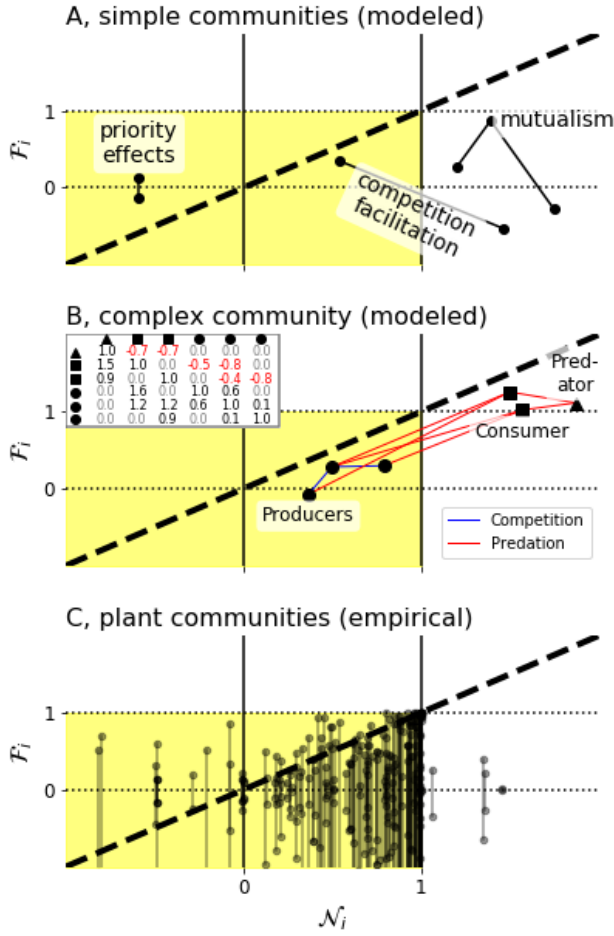 A, simple communities (modeled)
1
0
ℱᵢ
priority
effects
mutualism
competition
facilitation
B, complex community (modeled)
1.0 -0.7 -0.7 0.0 0.0 0.0
1.5 1.0 0.0 -0.5 -0.8 0.0
0.9 0.0 1.0 0.0 -0.4 -0.8
0.0 1.6 0.0 1.0 0.6 0.0
0.0 1.2 1.2 0.6 1.0 0.1
0.0 0.0 0.9 0.0 0.1 1.0
Pred-
ator
Consumer
1
0
ℱᵢ
Producers
Competition
Predation
C, plant communities (empirical)
1
0
ℱᵢ
0 1
𝒩ᵢ